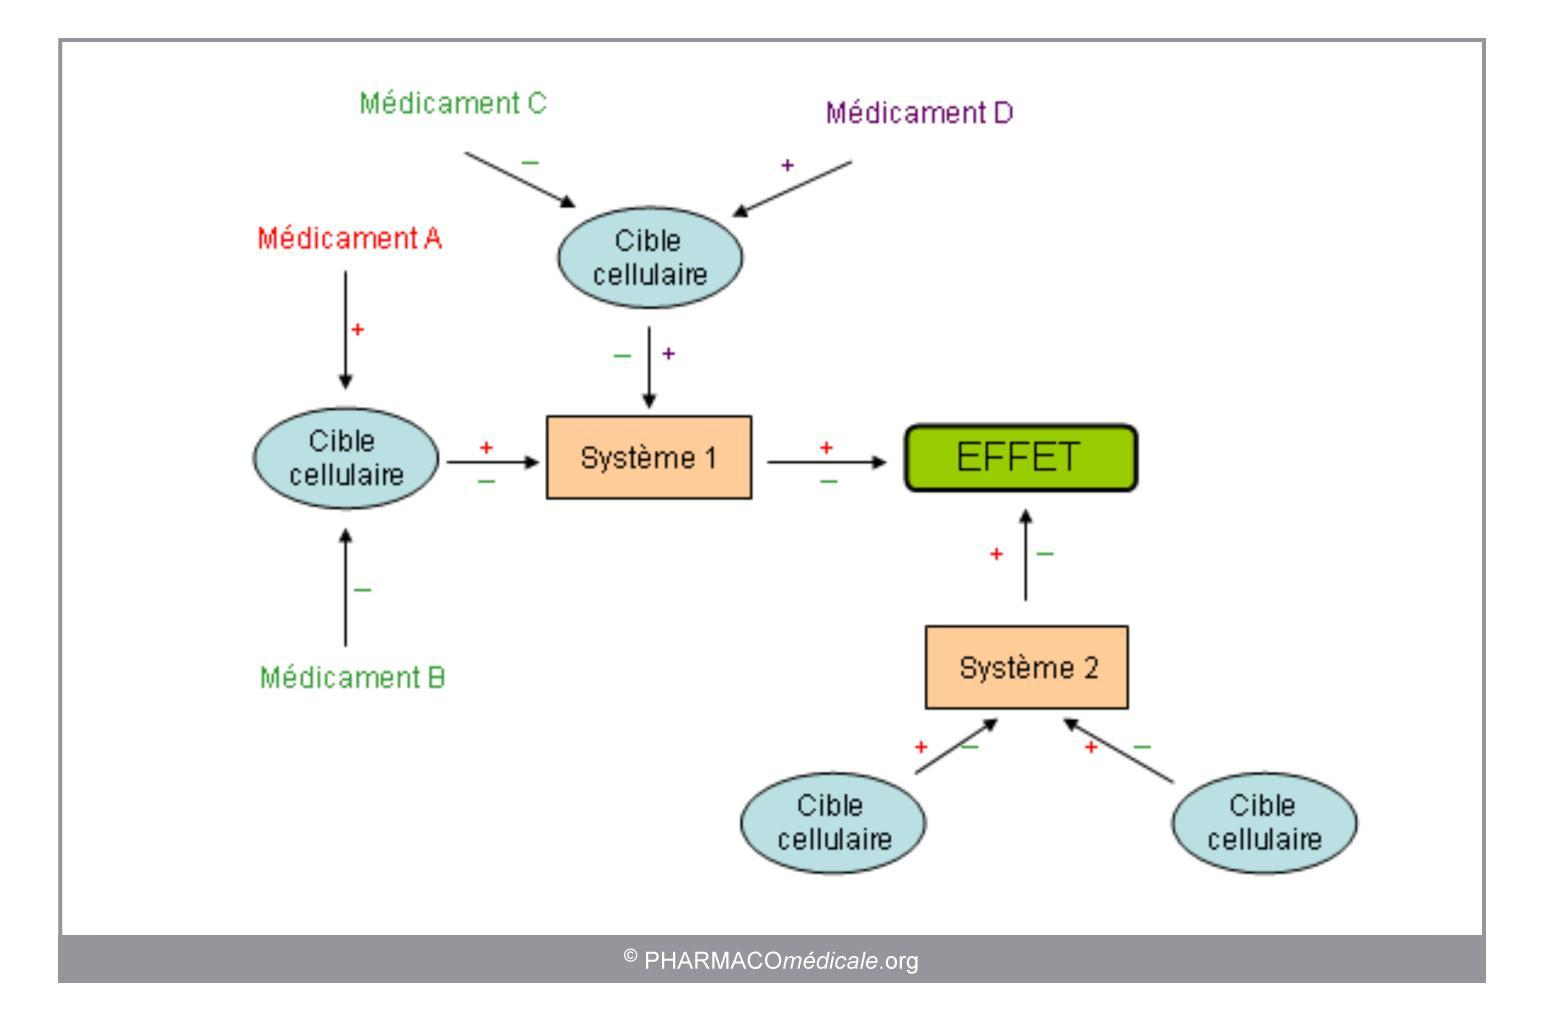 Médicament C
Médicament D
–
+
Médicament A
Cible
cellulaire
+
– +
Cible
cellulaire
+
–
Système 1
+
–
EFFET
–
+ –
Médicament B
Système 2
+ –
+ –
Cible
cellulaire
Cible
cellulaire
© PHARMACOmédicale.org